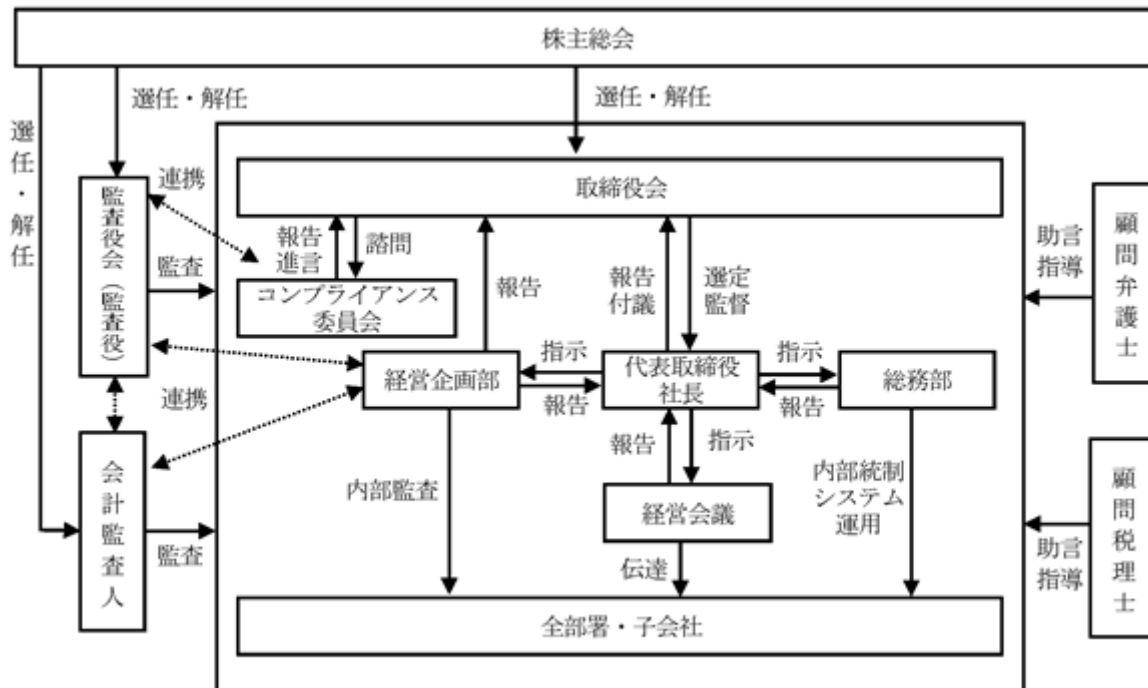 株主総会
選任・解任
選任・解任
選任・解任
取締役会
連携
監査役会（監査役）
監査
報告
進言
諮問
コンプライアンス
委員会
報告
報告
付議
選定
監督
助言
指導
顧問弁護士
経営企画部
指示
報告
代表取締役
社長
指示
報告
総務部
連携
会計監査人
監査
内部監査
報告
指示
経営会議
伝達
内部統制
システム
運用
助言
指導
顧問税理士
全部署・子会社